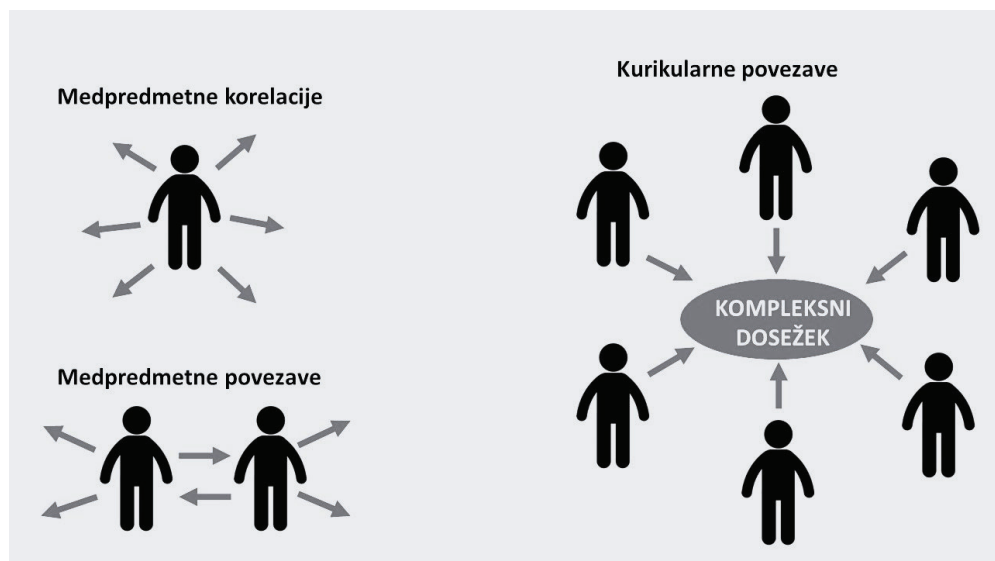 Medpredmetne korelacije
Medpredmetne povezave
Kurikularne povezave
KOMPLEKSNI
DOSEŽEK